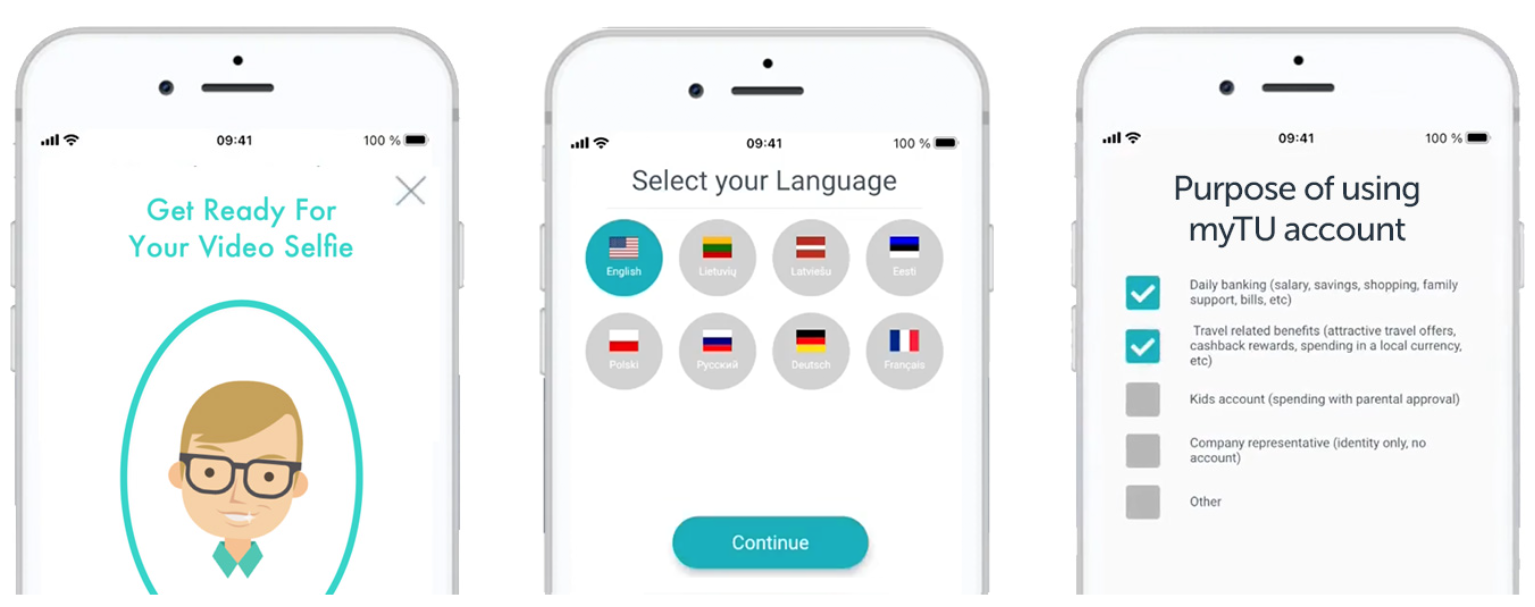 09:41
100 %
Get Ready For
Your Video Selfie
09:41
100 %
Select your Language
English
Lietuvių
Latviešu
Eesti
Polski
Русский
Deutsch
Français
Continue
09:41
100 %
Purpose of using
myTU account
Daily banking (salary, savings, shopping, family
support, bills, etc)
Travel related benefits (attractive travel offers,
cashback rewards, spending in a local currency,
etc)
Kids account (spending with parental approval)
Company representative (identity only, no
account)
Other